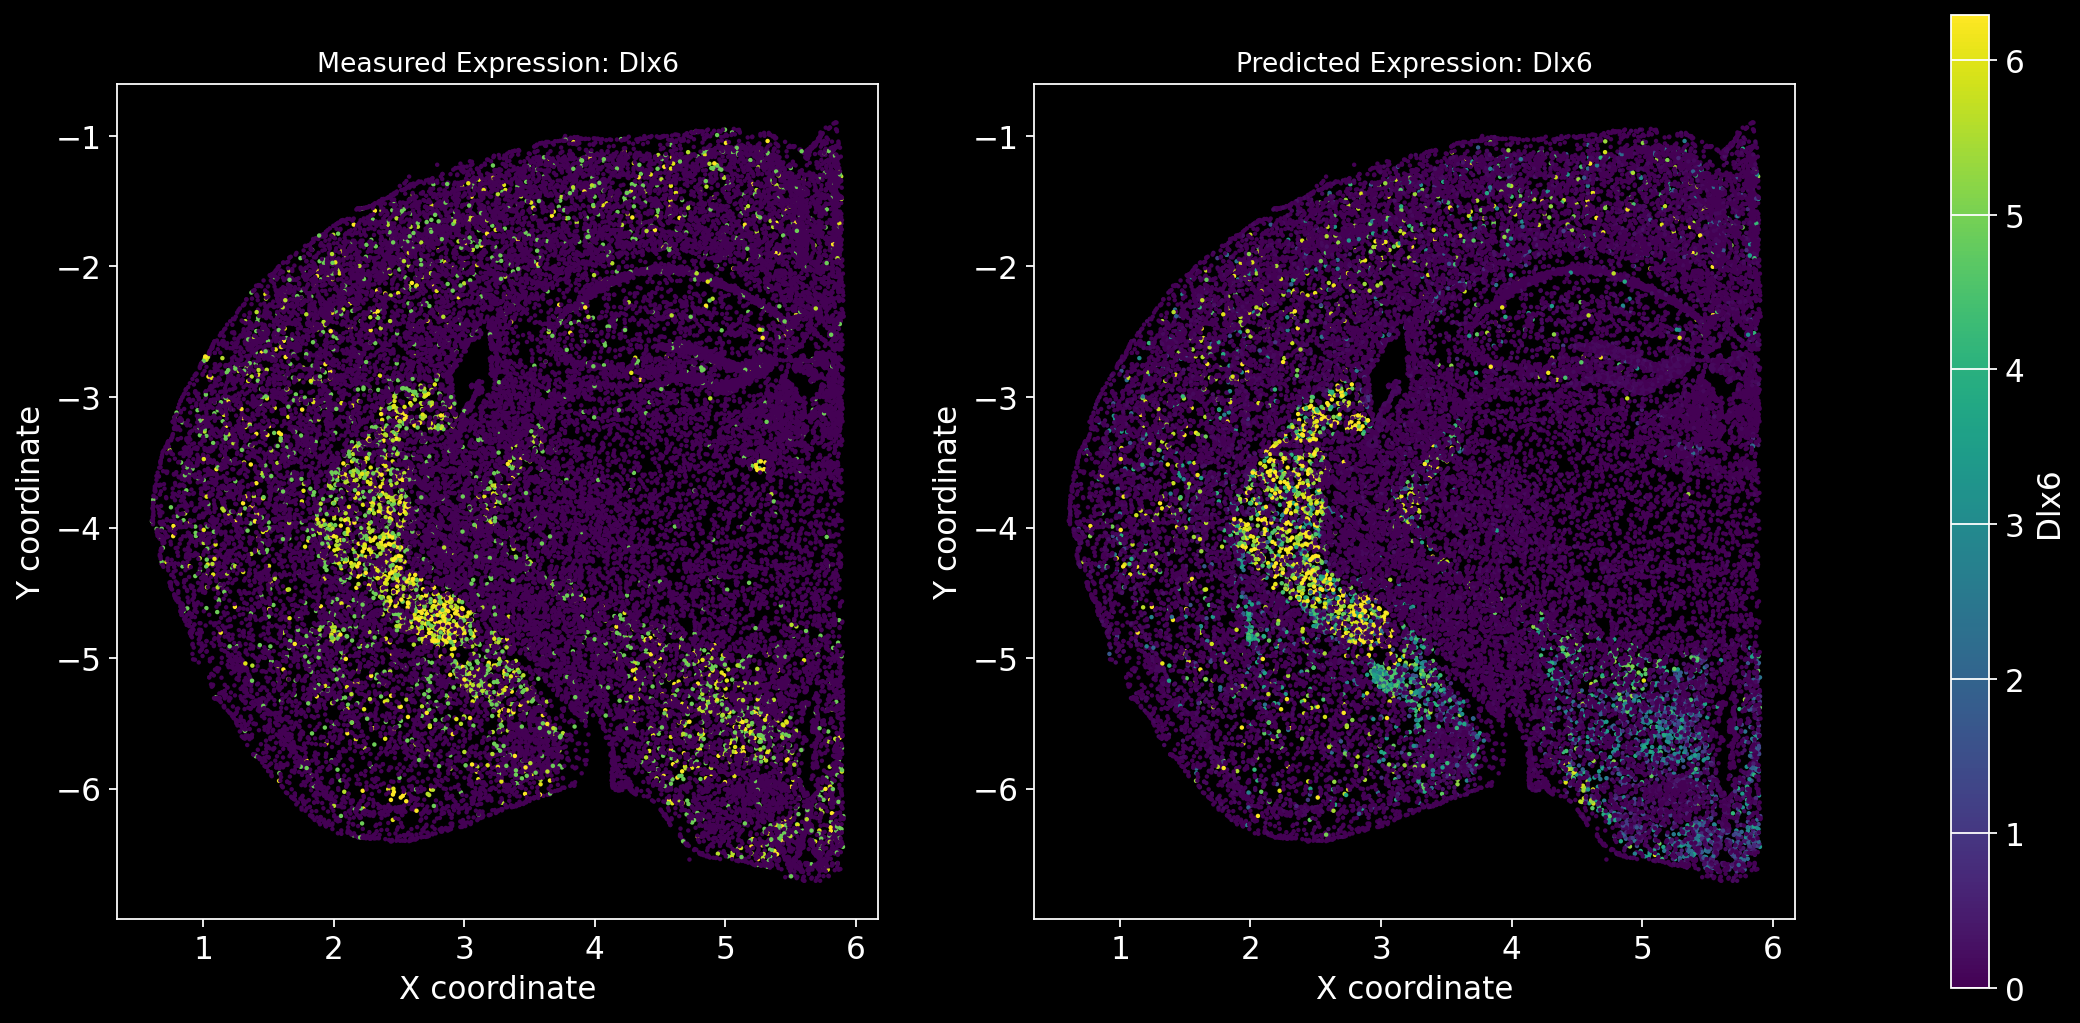 Measured Expression: Dlx6
Predicted Expression: Dlx6
−1
−2
−3
−4
−5
−6
Y coordinate
1 2 3 4 5 6
X coordinate
−1
−2
−3
−4
−5
−6
Y coordinate
1 2 3 4 5 6
X coordinate
6
5
4
3
2
1
0
Dlx6